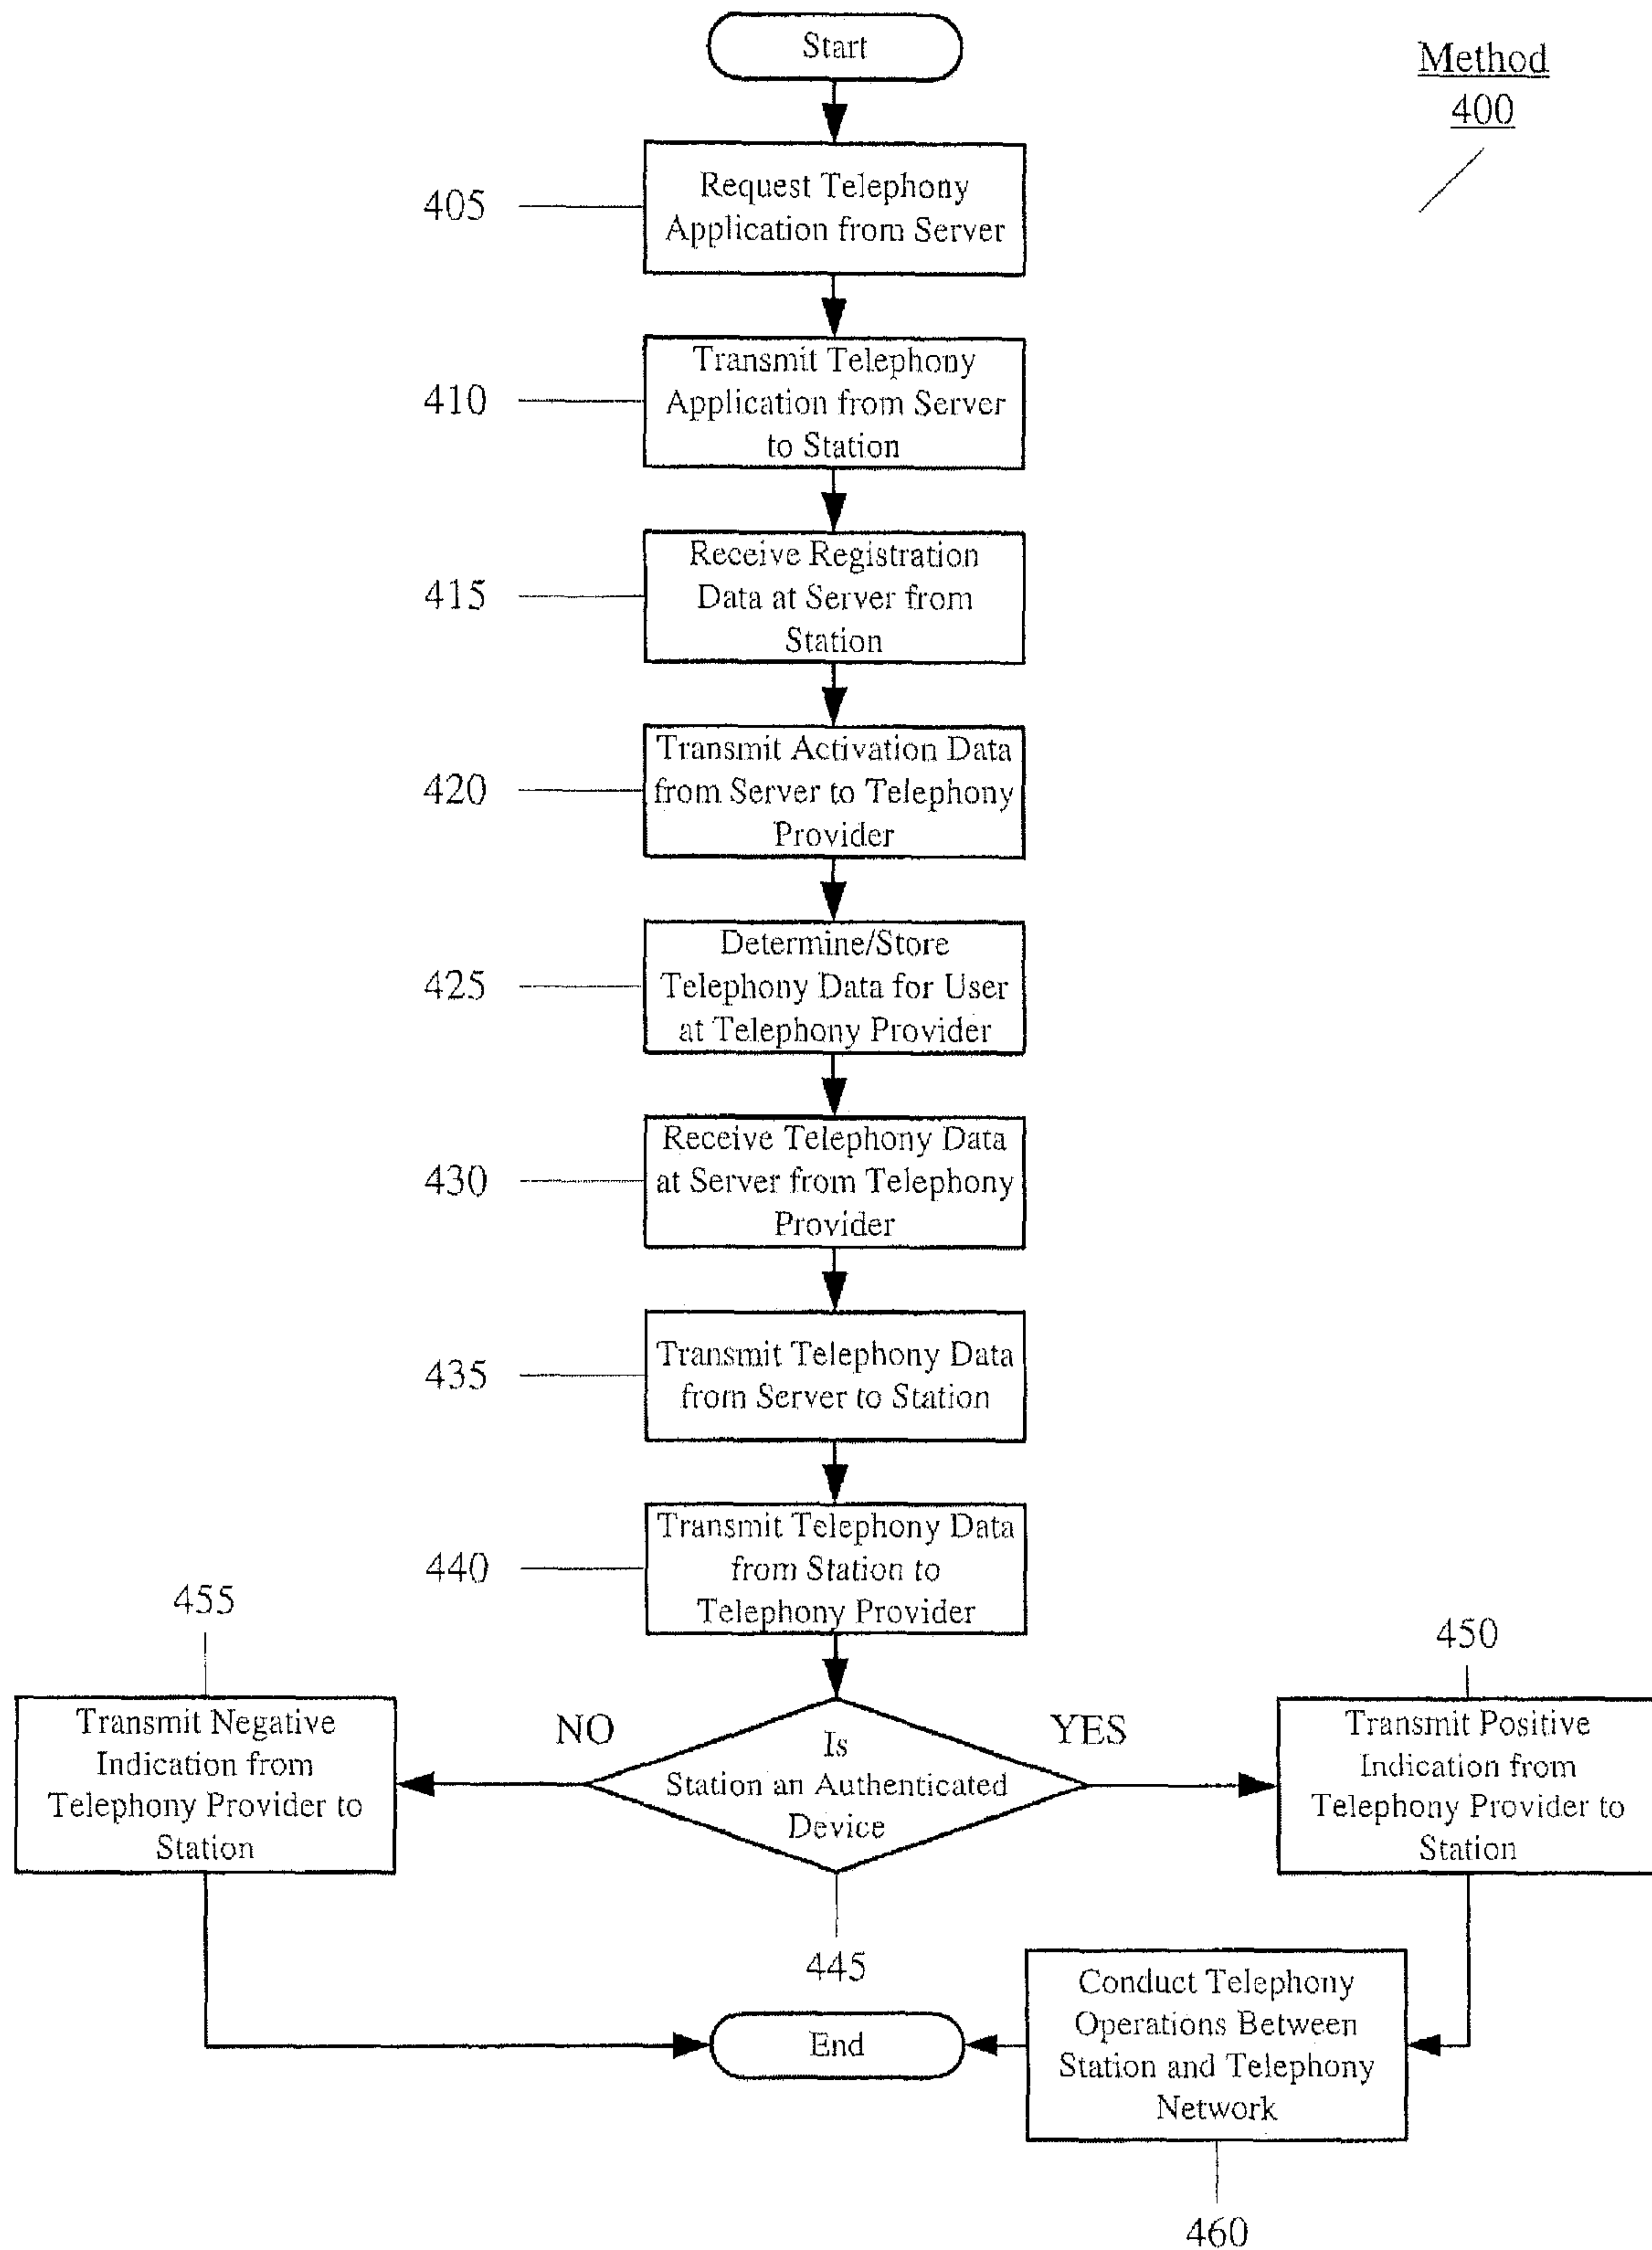 Start
Method
400
405
Request Telephony
Application from Server
410
Transmit Telephony
Application from Server
to Station
415
Receive Registration
Data at Server from
Station
420
Transmit Activation Data
from Server to Telephony
Provider
425
Determine/Store
Telephony Data for User
at Telephony Provider
430
Receive Telephony Data
at Server from Telephony
Provider
435
Transmit Telephony Data
from Server to Station
440
Transmit Telephony Data
from Station to
Telephony Provider
455
Transmit Negative
Indication from
Telephony Provider to
Station
NO
Is
Station an Authenticated
Device
445
YES
450
Transmit Positive
Indication from
Telephony Provider to
Station
Conduct Telephony
Operations Between
Station and Telephony
Network
460
End